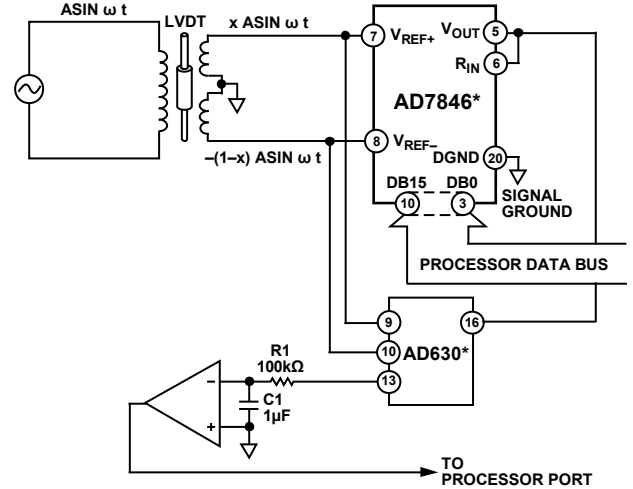 ASIN ω t
LVDT
x ASIN ω t
–(1–x) ASIN ω t
7
VREF+
VOUT
5
RIN
6
AD7846*
8
VREF–
DGND
20
DB15
DB0
10
3
SIGNAL
GROUND
PROCESSOR DATA BUS
9
16
10
AD630*
13
R1
100kΩ
C1
1µF
–
+
TO
PROCESSOR PORT